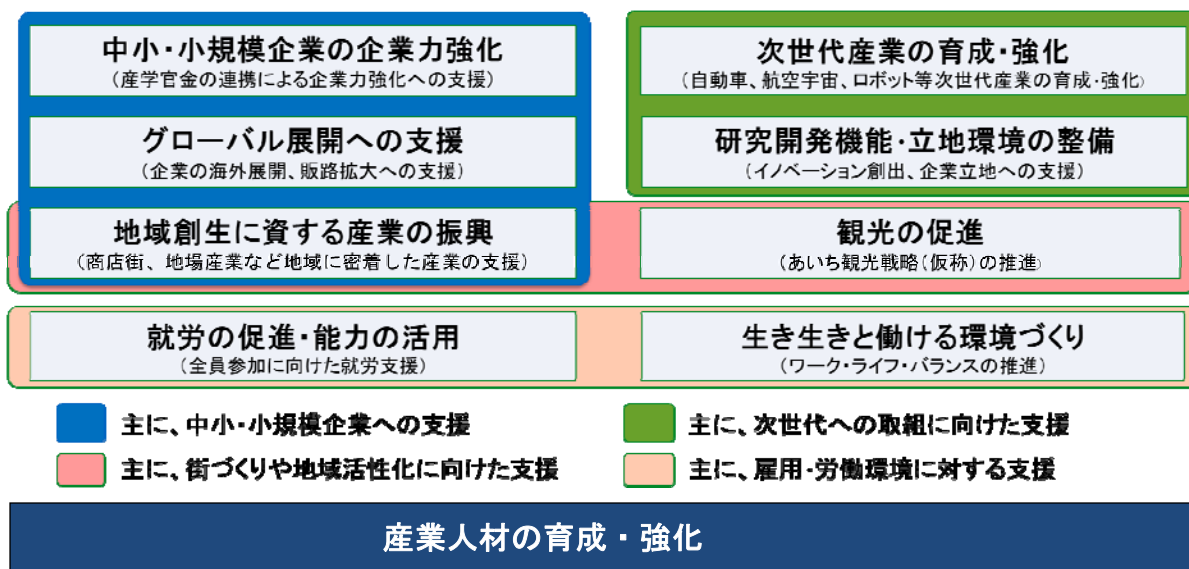 中小・小規模企業の企業力強化
(産学官金の連携による企業力強化への支援)
次世代産業の育成・強化
(自動車、航空宇宙、ロボット等次世代産業の育成・強化)
グローバル展開への支援
(企業の海外展開、販路拡大への支援)
研究開発機能・立地環境の整備
(イノベーション創出、企業立地への支援)
地域創生に資する産業の振興
(商店街、地場産業など地域に密着した産業の支援)
観光の促進
(あいち観光戦略(仮称)の推進)
就労の促進・能力の活用
(全員参加に向けた就労支援)
生き生きと働ける環境づくり
(ワーク・ライフ・バランスの推進)
主に、中小・小規模企業への支援
主に、次世代への取組に向けた支援
主に、街づくりや地域活性化に向けた支援
主に、雇用・労働環境に対する支援
産業人材の育成・強化